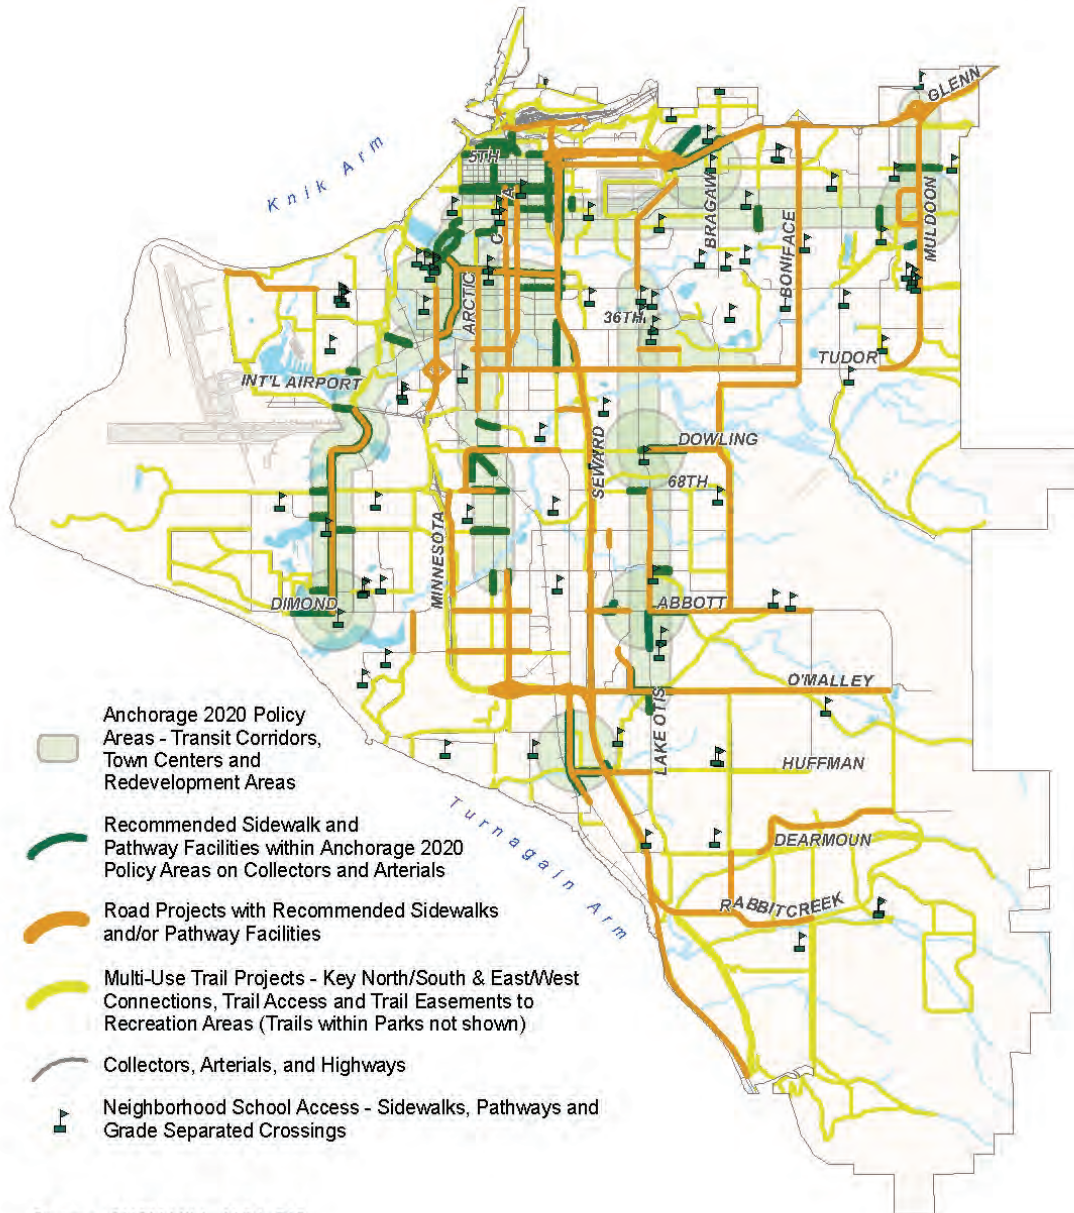 GLENN
5TH
Knik Arm
A
C
BRAGAW
BONIFACE
MULDOON
ARCTIC
36TH
TUDOR
INT'L AIRPORT
DOWLING
SEWARD
68TH
MINNESOTA
DIMOND
ABBOTT
O'MALLEY
LAKE OTIS
HUFFMAN
DEARMOUN
RABBITCREEK
Turnagain Arm
Anchorage 2020 Policy
Areas - Transit Corridors,
Town Centers and
Redevelopment Areas
Recommended Sidewalk and
Pathway Facilities within Anchorage 2020
Policy Areas on Collectors and Arterials
Road Projects with Recommended Sidewalks
and/or Pathway Facilities
Multi-Use Trail Projects - Key North/South & East/West
Connections, Trail Access and Trail Easements to
Recreation Areas (Trails within Parks not shown)
Collectors, Arterials, and Highways
Neighborhood School Access - Sidewalks, Pathways and
Grade Separated Crossings